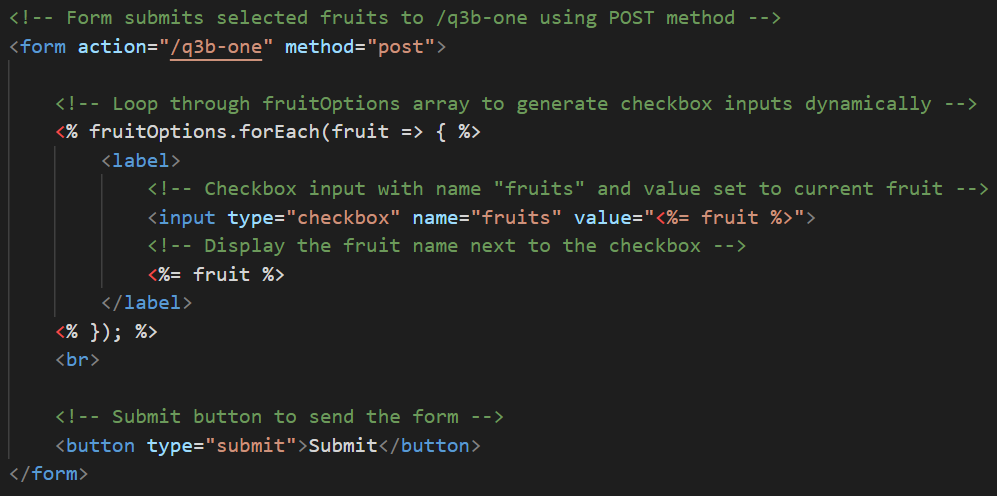 <!-- Form submits selected fruits to /q3b-one using POST method -->
<form action="/q3b-one" method="post">
<!-- Loop through fruitOptions array to generate checkbox inputs dynamically -->
<% fruitOptions.forEach(fruit => { %>
<label>
<!-- Checkbox input with name "fruits" and value set to current fruit -->
<input type="checkbox" name="fruits" value="<%= fruit %>">
<!-- Display the fruit name next to the checkbox -->
<%= fruit %>
</label>
<% }); %>
<br>
<!-- Submit button to send the form -->
<button type="submit">Submit</button>
</form>